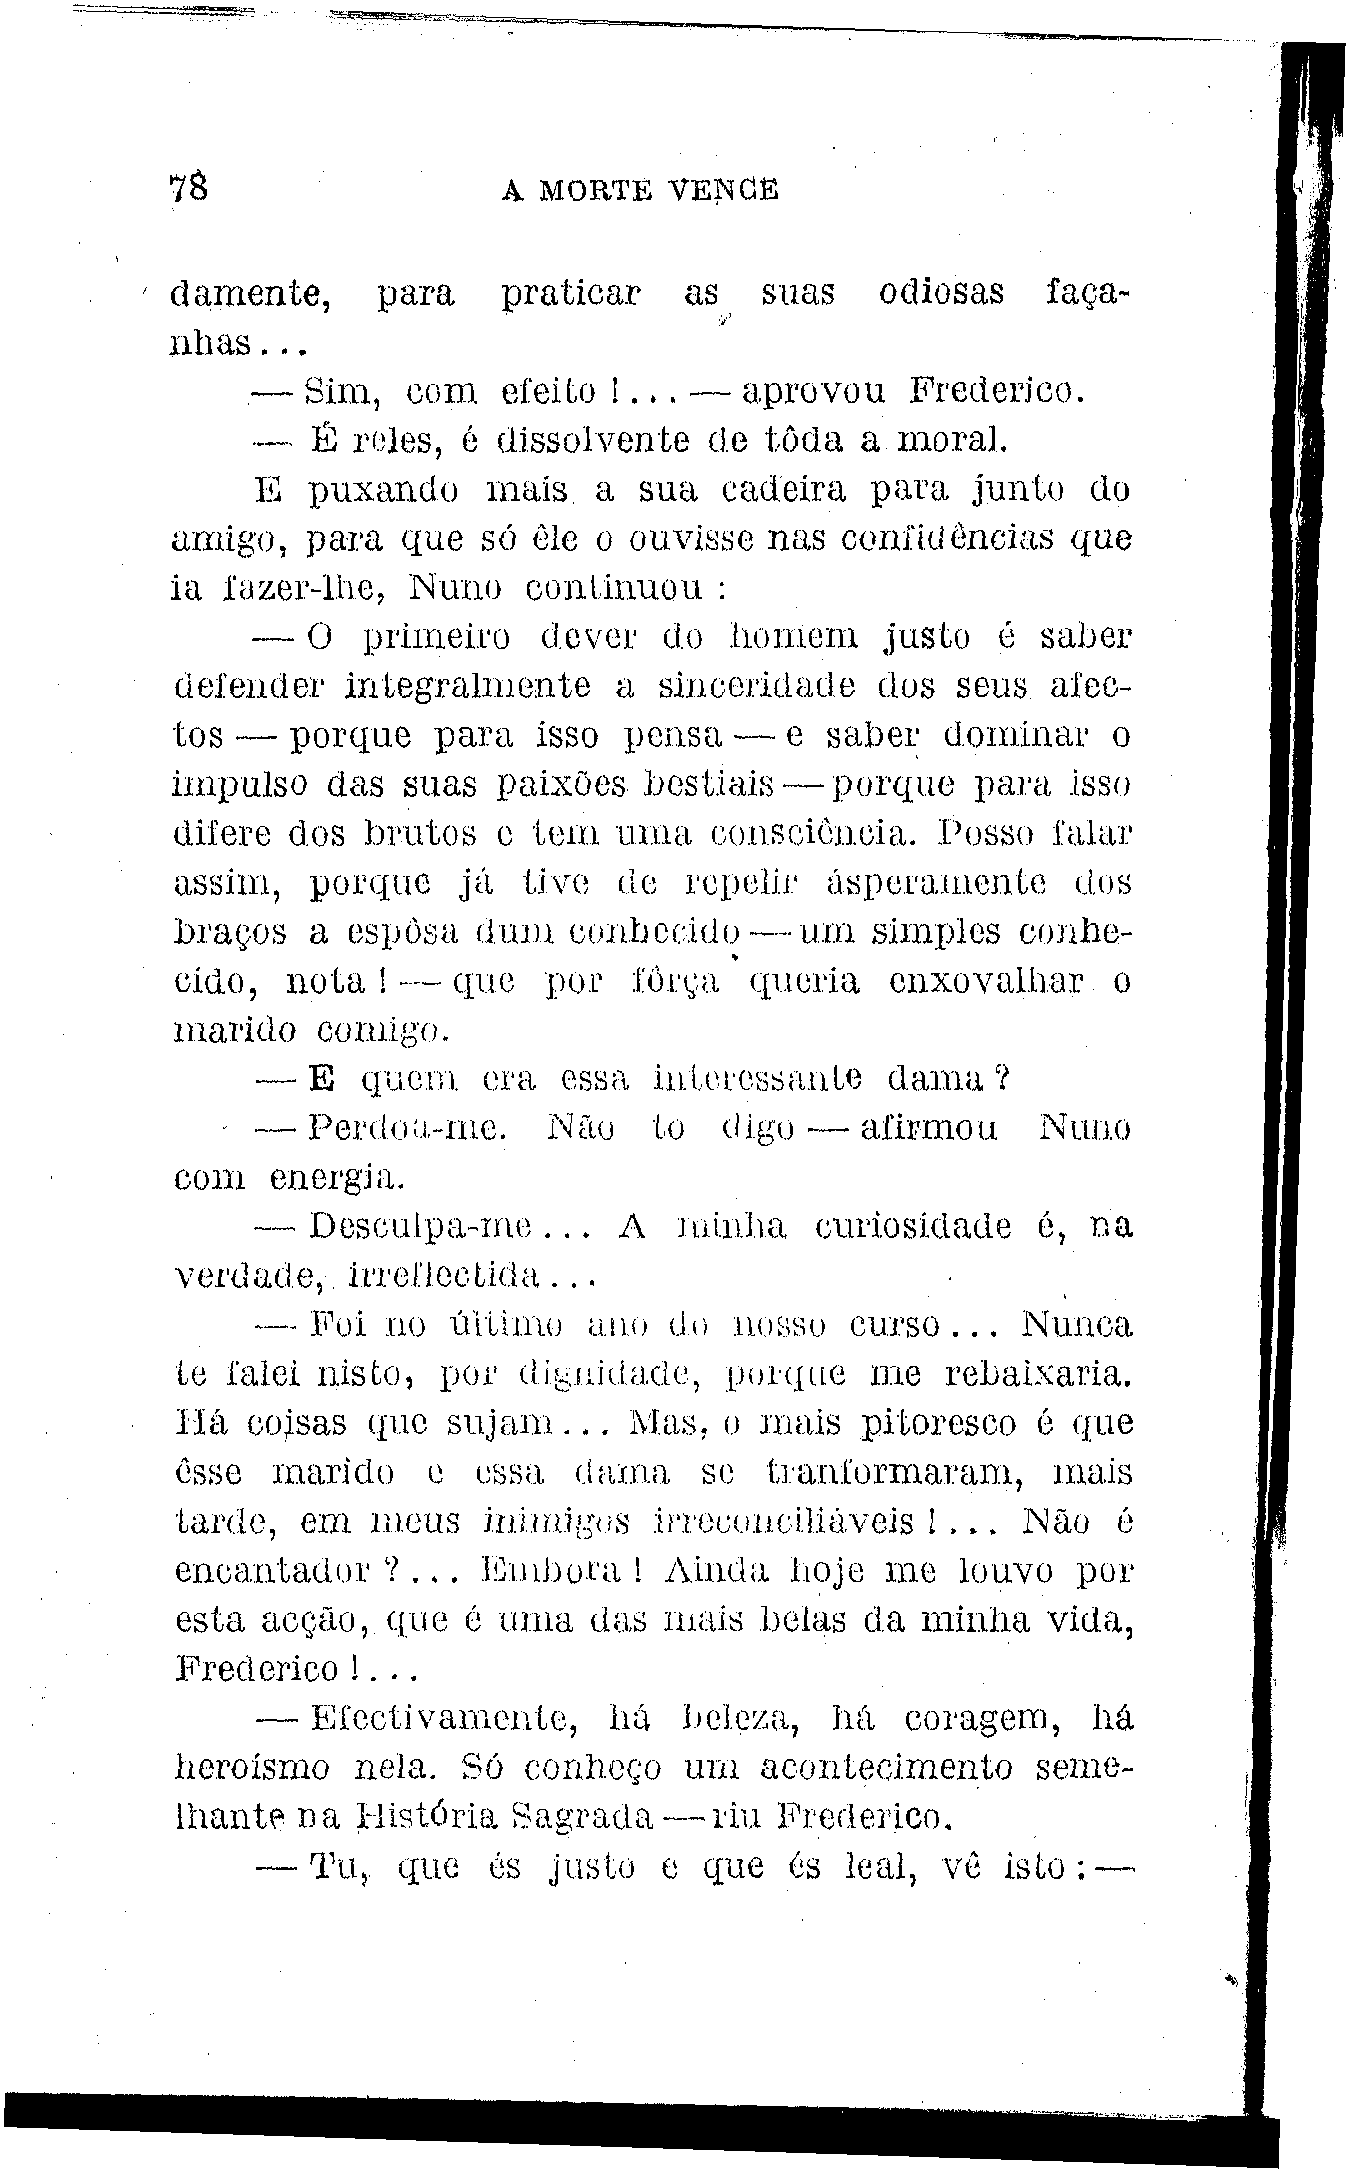 78 A MORTE VENCE
damente, para praticar as suas odiosas faça-
nhas...
— Sim, com efeito!... — aprovou Frederico.
— É reles, é dissolvente de tôda a moral.
E puxando mais a sua cadeira para junto do
amigo, para que só êle o ouvisse nas confidências que
ia fazer-lhe, Nuno continuou:
— O primeiro dever do homem justo é saber
defender integralmente a sinceridade dos seus afec-
tos — porque para isso pensa — e saber dominar o
impulso das suas paixões bestiais — porque para isso
difere dos brutos e tem uma consciência. Posso falar
assim, porque já tive de repelir àsperamente dos
braços a espôsa dum conhecido — um simples conhe-
cido, nota! — que por fôrça queria enxovalhar o
marido comigo.
— E quem era essa interessante dama?
— Perdoa-me. Não to digo — afirmou Nuno
com energia.
— Desculpa-me... A minha curiosidade é, na
verdade, irreflectida...
— Foi no último ano do nosso curso... Nunca
te falei nisto, por dignidade, porque me rebaixaria.
Há coisas que sujam... Mas, o mais pitoresco é que
êsse marido e essa dama se tranformaram, mais
tarde, em meus inimigos irreconciliáveis!... Não é
encantador?... Embora! Ainda hoje me louvo por
esta acção, que é uma das mais belas da minha vida,
Frederico!...
— Efectivamente, há beleza, há coragem, há
heroísmo nela. Só conheço um acontecimento seme-
lhante na História Sagrada — riu Frederico.
— Tu, que és justo e que és leal, vê isto: —